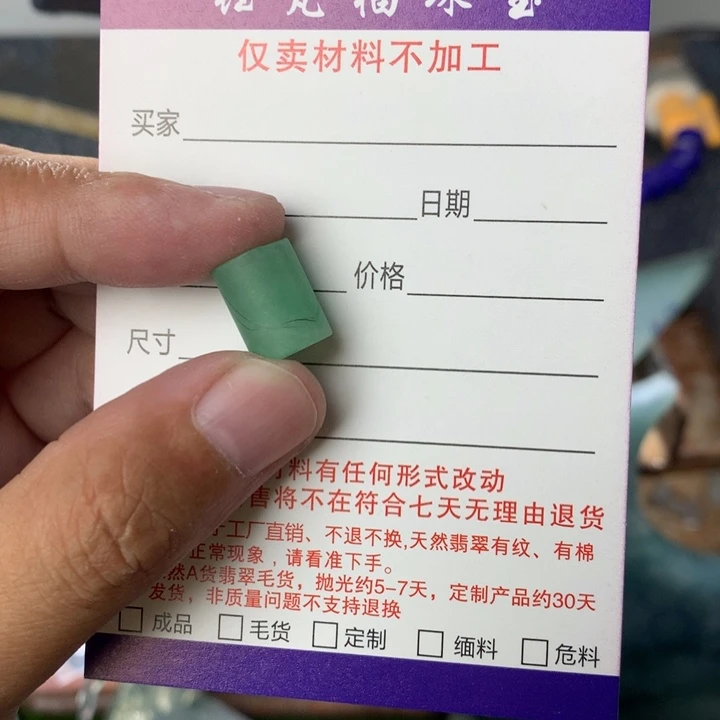 仅卖材料不加工
买家
日期
价格
尺寸
材料有任何形式改动
售将不在符合七天无理由退货
于工厂直销、不退不换,天然翡翠有纹、有棉
正常现象，请看准下手。
然A货翡翠毛货，抛光约5-7天，定制产品约30天
发货，非质量问题不支持退换
成品 毛货 定制 缅料 危料